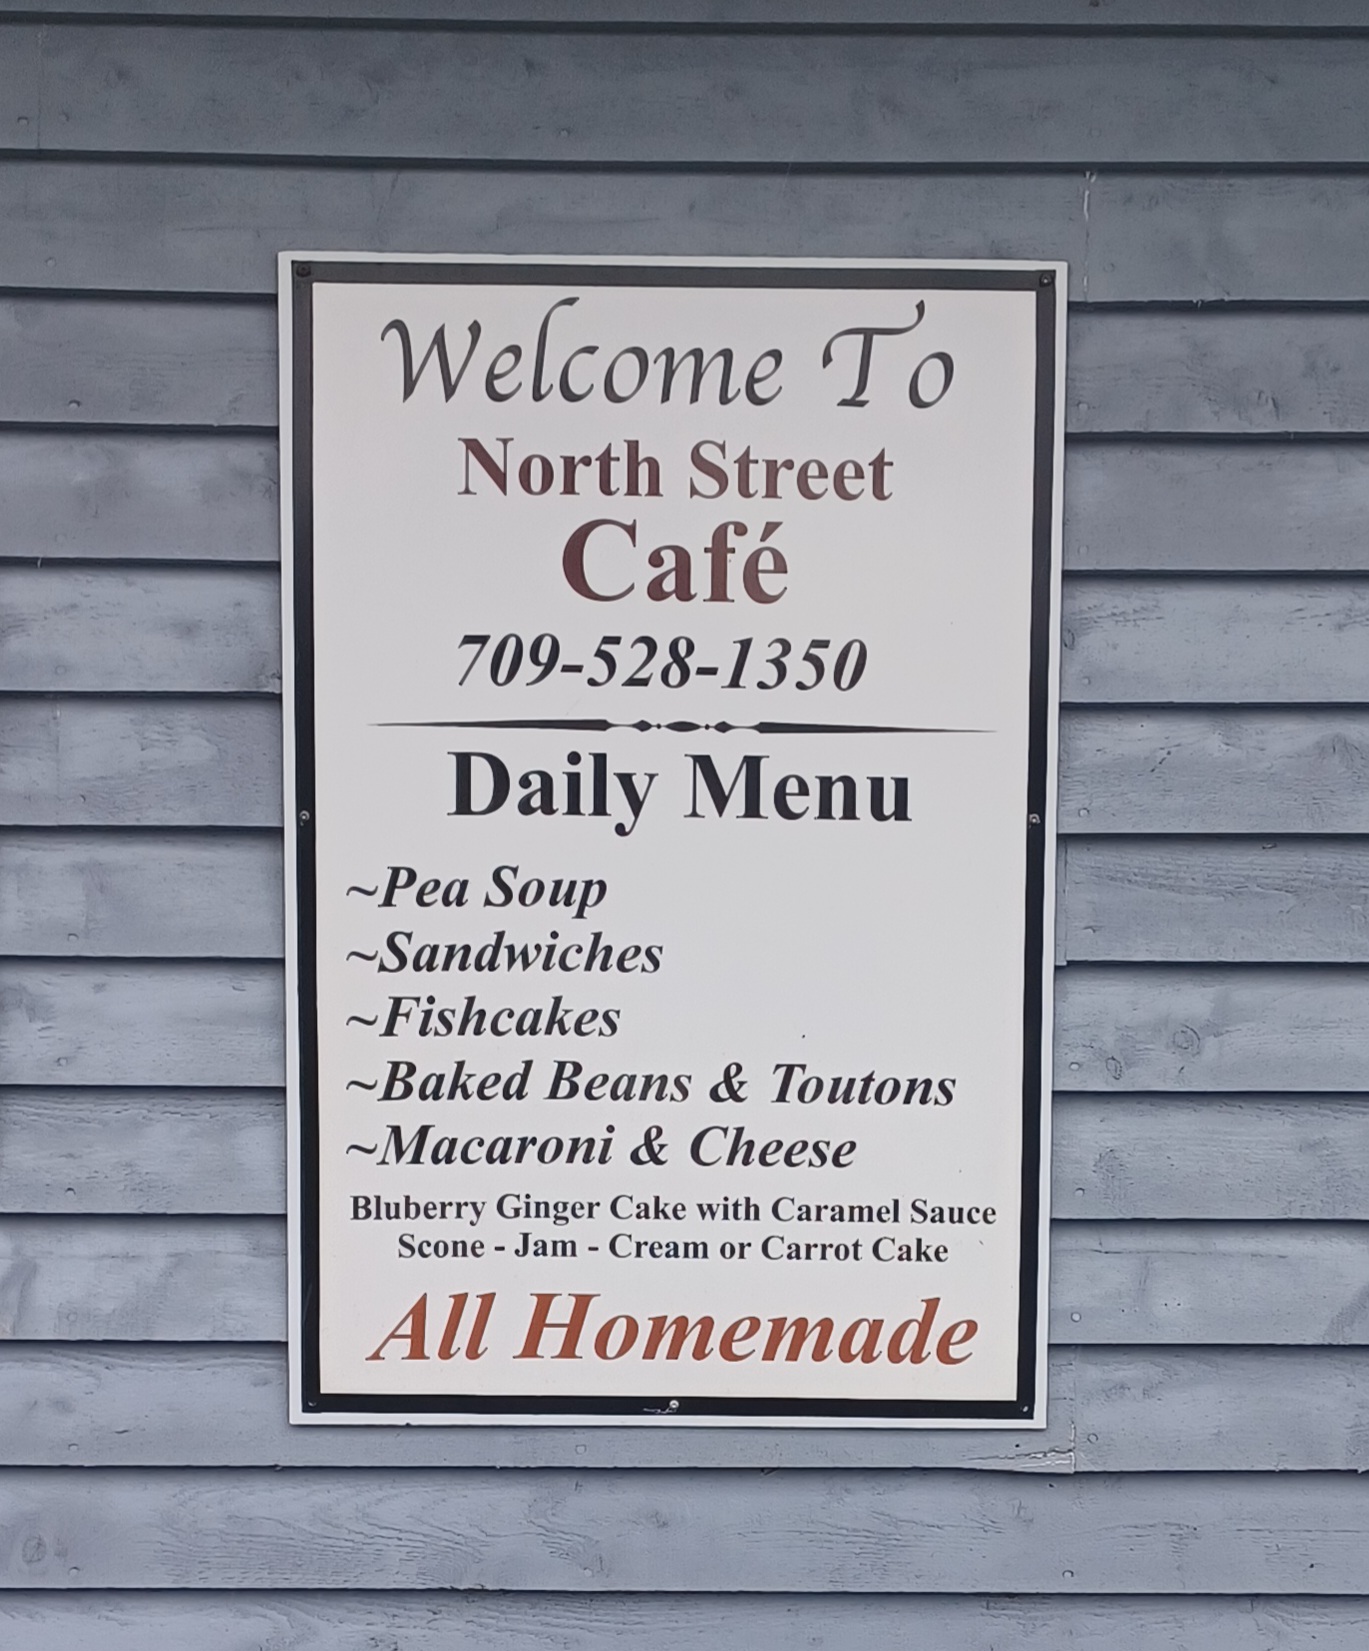 Welcome To
North Street
Café
709-528-1350
Daily Menu
~Pea Soup
~Sandwiches
~Fishcakes
~Baked Beans & Toutons
~Macaroni & Cheese
Bluberry Ginger Cake with Caramel Sauce
Scone - Jam - Cream or Carrot Cake
All Homemade